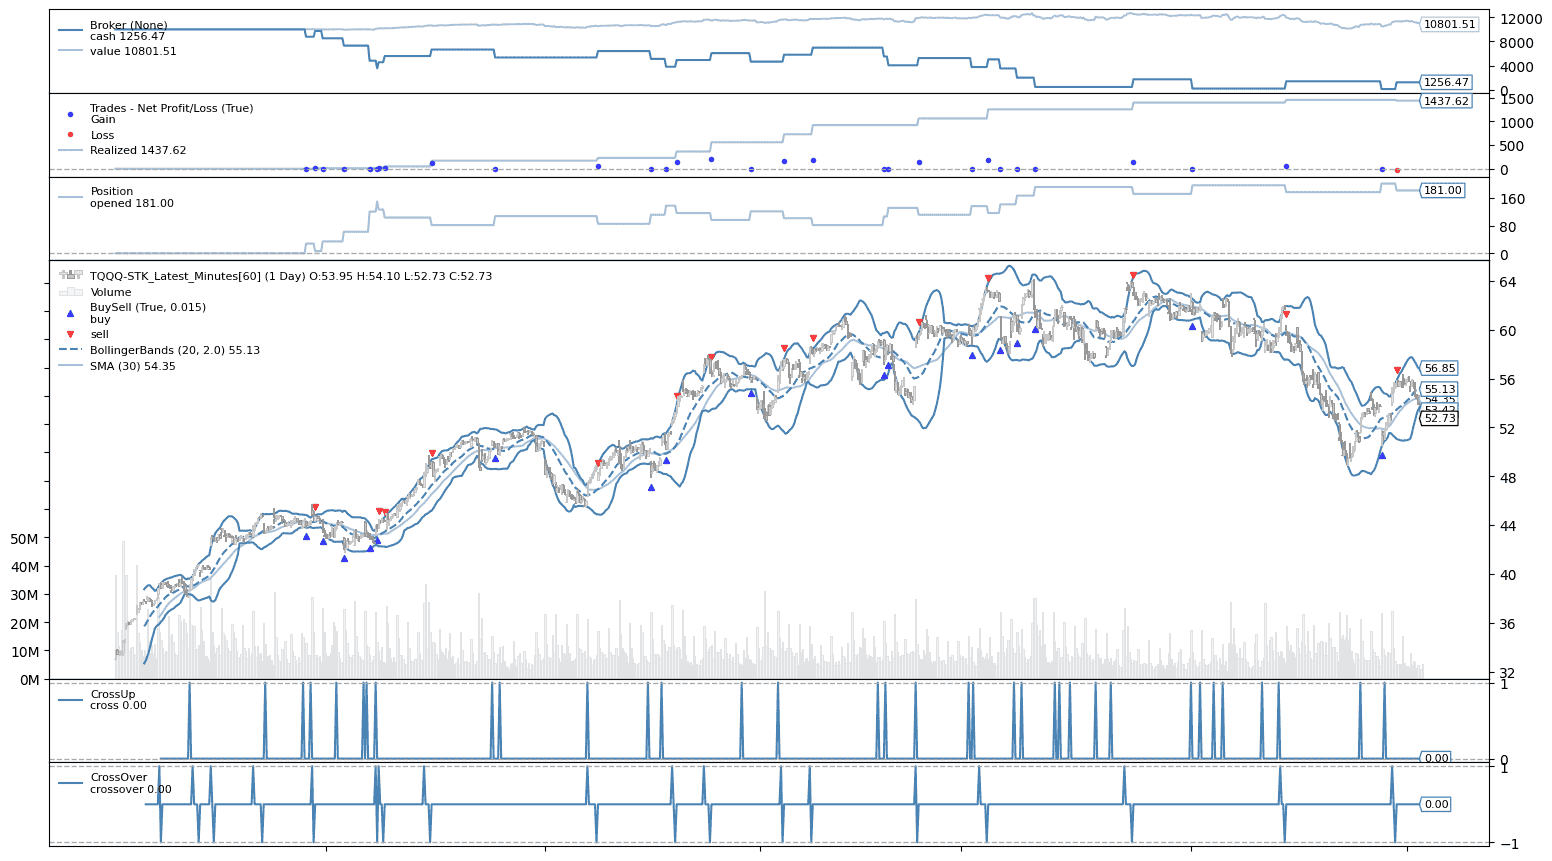 Broker (None)
cash 1256.47
value 10801.51
12000
10801.51
8000
4000
1256.47
0
Trades - Net Profit/Loss (True)
Gain
Loss
Realized 1437.62
1500
1437.62
1000
500
0
Position
opened 181.00
181.00
160
80
0
TQQQ-STK_Latest_Minutes[60] (1 Day) O:53.95 H:54.10 L:52.73 C:52.73
Volume
BuySell (True, 0.015)
buy
sell
BollingerBands (20, 2.0) 55.13
SMA (30) 54.35
64
60
56.85
56
55.13
54.35
53.42
52.73
52
48
44
40
36
32
50M
40M
30M
20M
10M
0M
CrossUp
cross 0.00
1
0.00
0
CrossOver
crossover 0.00
1
0.00
−1